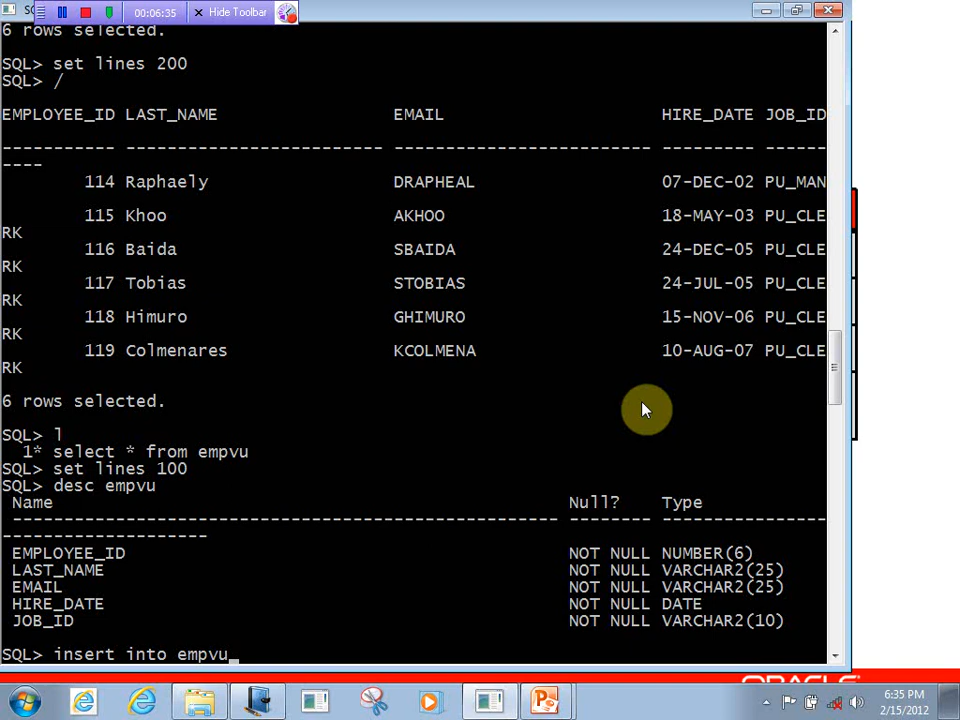 00:06:35
Hide Toolbar
6 rows selected.
SQL> set lines 200
SQL> /
EMPLOYEE_ID LAST_NAME EMAIL HIRE_DATE JOB_ID
----------- ------------------------- ------------------------- --------- ------
----
114 Raphaely DRAPHEAL 07-DEC-02 PU_MAN
115 Khoo AKHOO 18-MAY-03 PU_CLE
RK
116 Baida SBAIDA 24-DEC-05 PU_CLE
RK
117 Tobias STOBIAS 24-JUL-05 PU_CLE
RK
118 Himuro GHIMURO 15-NOV-06 PU_CLE
RK
119 Colmenares KCOLMENA 10-AUG-07 PU_CLE
RK
6 rows selected.
SQL> l
1* select * from empvu
SQL> set lines 100
SQL> desc empvu
Name Null? Type
----------------------------------------------------- -------- ----------------
-------------------
EMPLOYEE_ID NOT NULL NUMBER(6)
LAST_NAME NOT NULL VARCHAR2(25)
EMAIL NOT NULL VARCHAR2(25)
HIRE_DATE NOT NULL DATE
JOB_ID NOT NULL VARCHAR2(10)
SQL> insert into empvu_
ORACLE
6:35 PM
2/15/2012